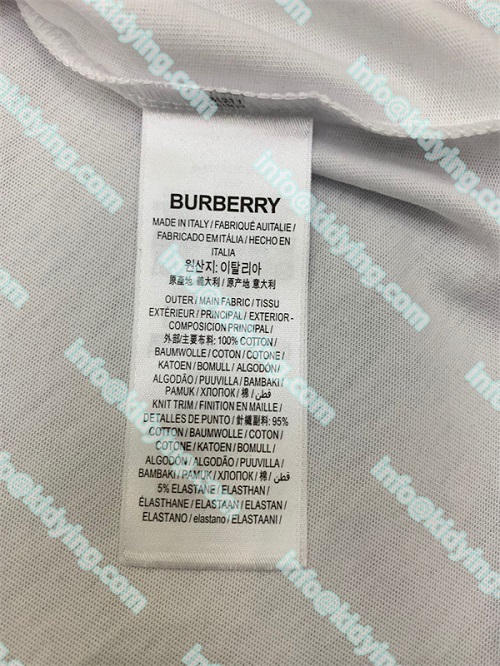 BURBERRY
MADE IN ITALY / FABRIQUÉ AUITALIE /
FABRICADO EM ITÁLIA / HECHO EN
ITALIA
원산지: 이탈리아
原產地: 義大利 / 原产地 意大利
OUTER / MAIN FABRIC / TISSU
EXTÉRIEUR / PRINCIPAL / EXTERIOR -
COMPOSICION PRINCIPAL /
外部/主要布料: 100% COTTON /
BAUMWOLLE / COTON / COTONE /
KATOEN / BOMULL / ALGODÓN /
ALGODÃO / PUUVILLA / BAMBAKI /
PAMUK / ХЛОПОК / 棉 / قطن /
KNIT TRIM / FINITION EN MAILLE /
DETALLES DE PUNTO / 針織副料: 95%
COTTON / BAUMWOLLE / COTON /
COTONE / KATOEN / BOMULL /
ALGODÓN / ALGODÃO / PUUVILLA /
BAMBAKI / PAMUK / ХЛОПОК / 棉 / قطن /
5% ELASTANE / ELASTHAN /
ÉLASTHANE / ELASTAAN / ELASTAN /
ELASTANO / elastano / ELASTAANI /
info@kidying.com